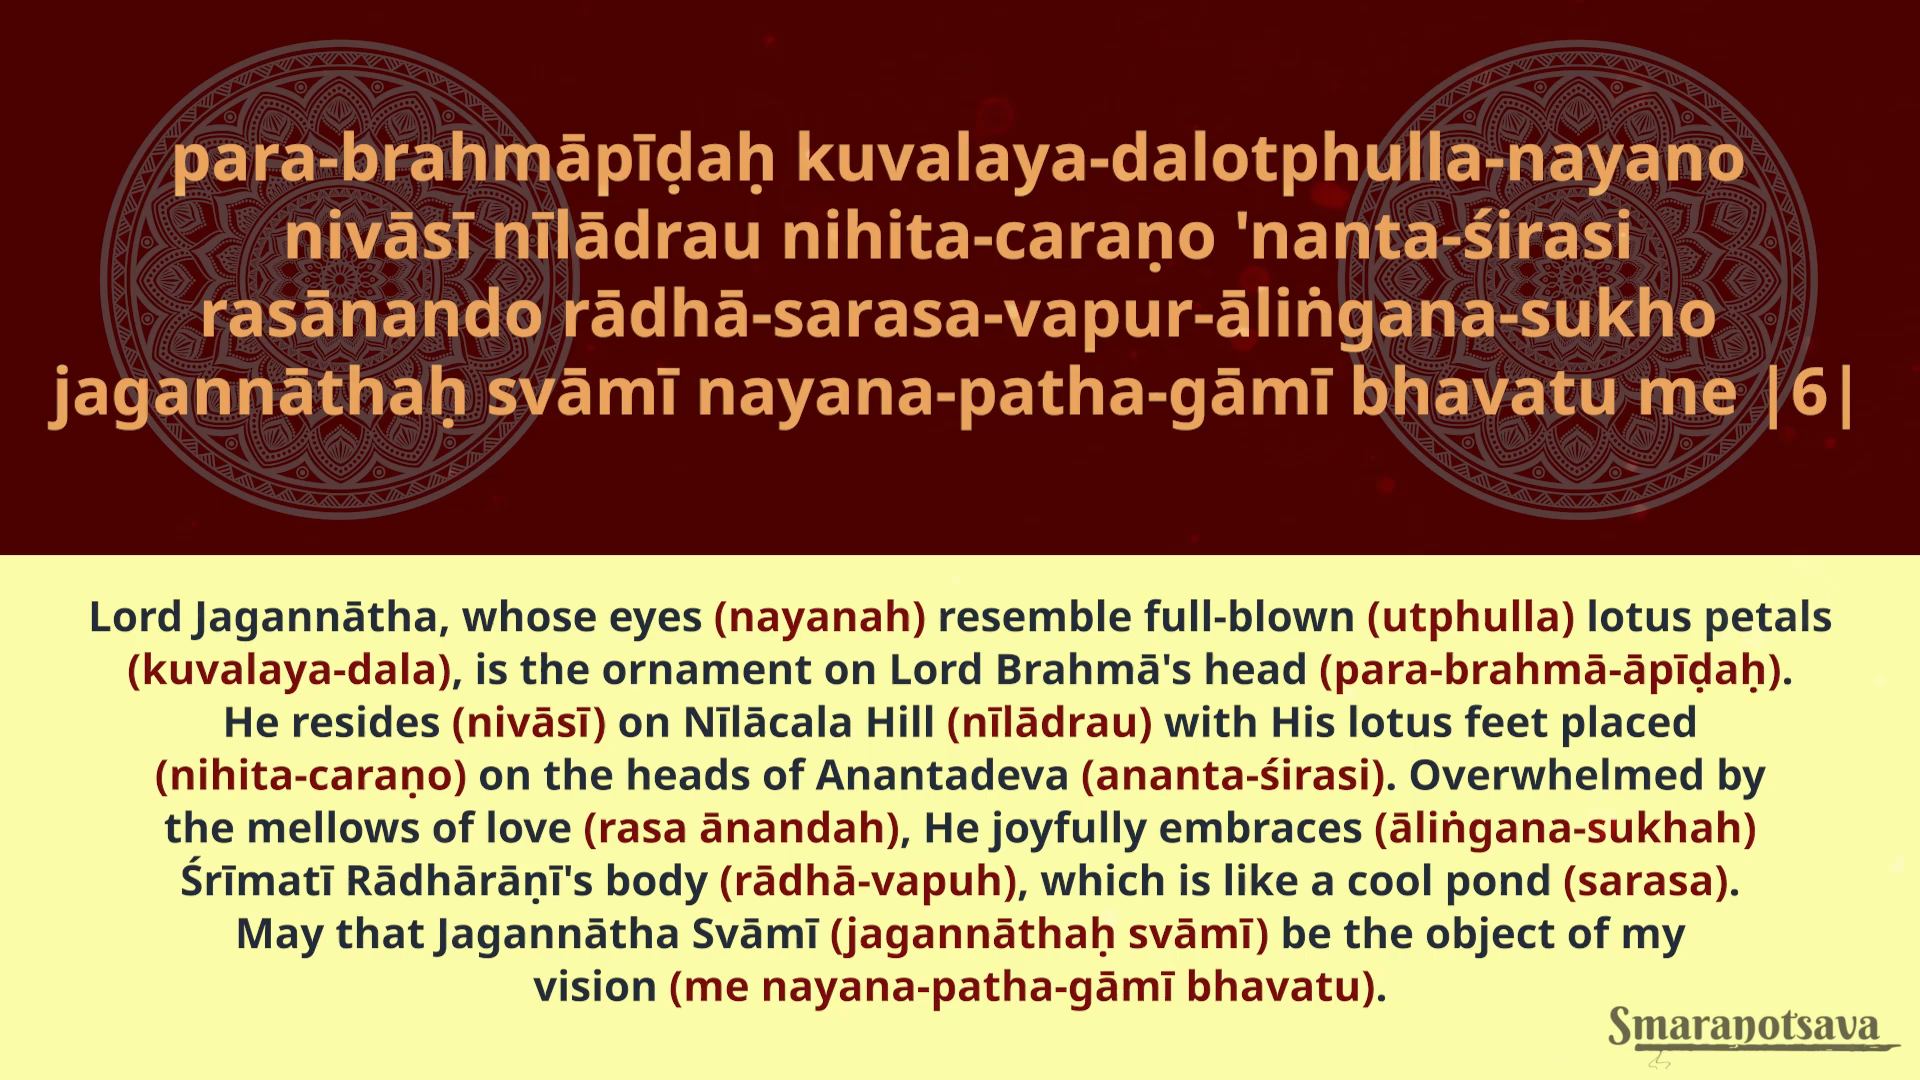 para-brahmāpīḍaḥ kuvalaya-dalotphulla-nayano
nivāsī nīlādrau nihita-caraṇo 'nanta-śirasi
rasānando rādhā-sarasa-vapur-āliṅgana-sukho
jagannāthaḥ svāmī nayana-patha-gāmī bhavatu me |6|
Lord Jagannātha, whose eyes (nayanah) resemble full-blown (utphulla) lotus petals
(kuvalaya-dala), is the ornament on Lord Brahmā's head (para-brahmā-āpīḍaḥ).
He resides (nivāsī) on Nīlācala Hill (nīlādrau) with His lotus feet placed
(nihita-caraṇo) on the heads of Anantadeva (ananta-śirasi). Overwhelmed by
the mellows of love (rasa ānandah), He joyfully embraces (āliṅgana-sukhah)
Śrīmatī Rādhārāṇī's body (rādhā-vapuh), which is like a cool pond (sarasa).
May that Jagannātha Svāmī (jagannāthaḥ svāmī) be the object of my
vision (me nayana-patha-gāmī bhavatu).
Smaraṇotsava